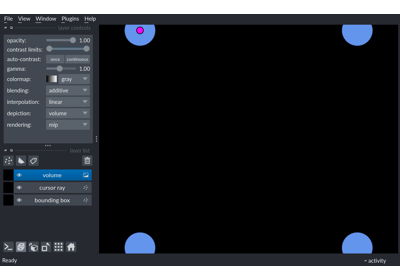 File View Window Plugins Help
layer controls
opacity: 1.00
contrast limits:
auto-contrast: once continuous
gamma: 1.00
colormap: gray
blending: additive
interpolation: linear
depiction: volume
rendering: mip
layer list
volume
cursor ray
bounding box
Ready
activity